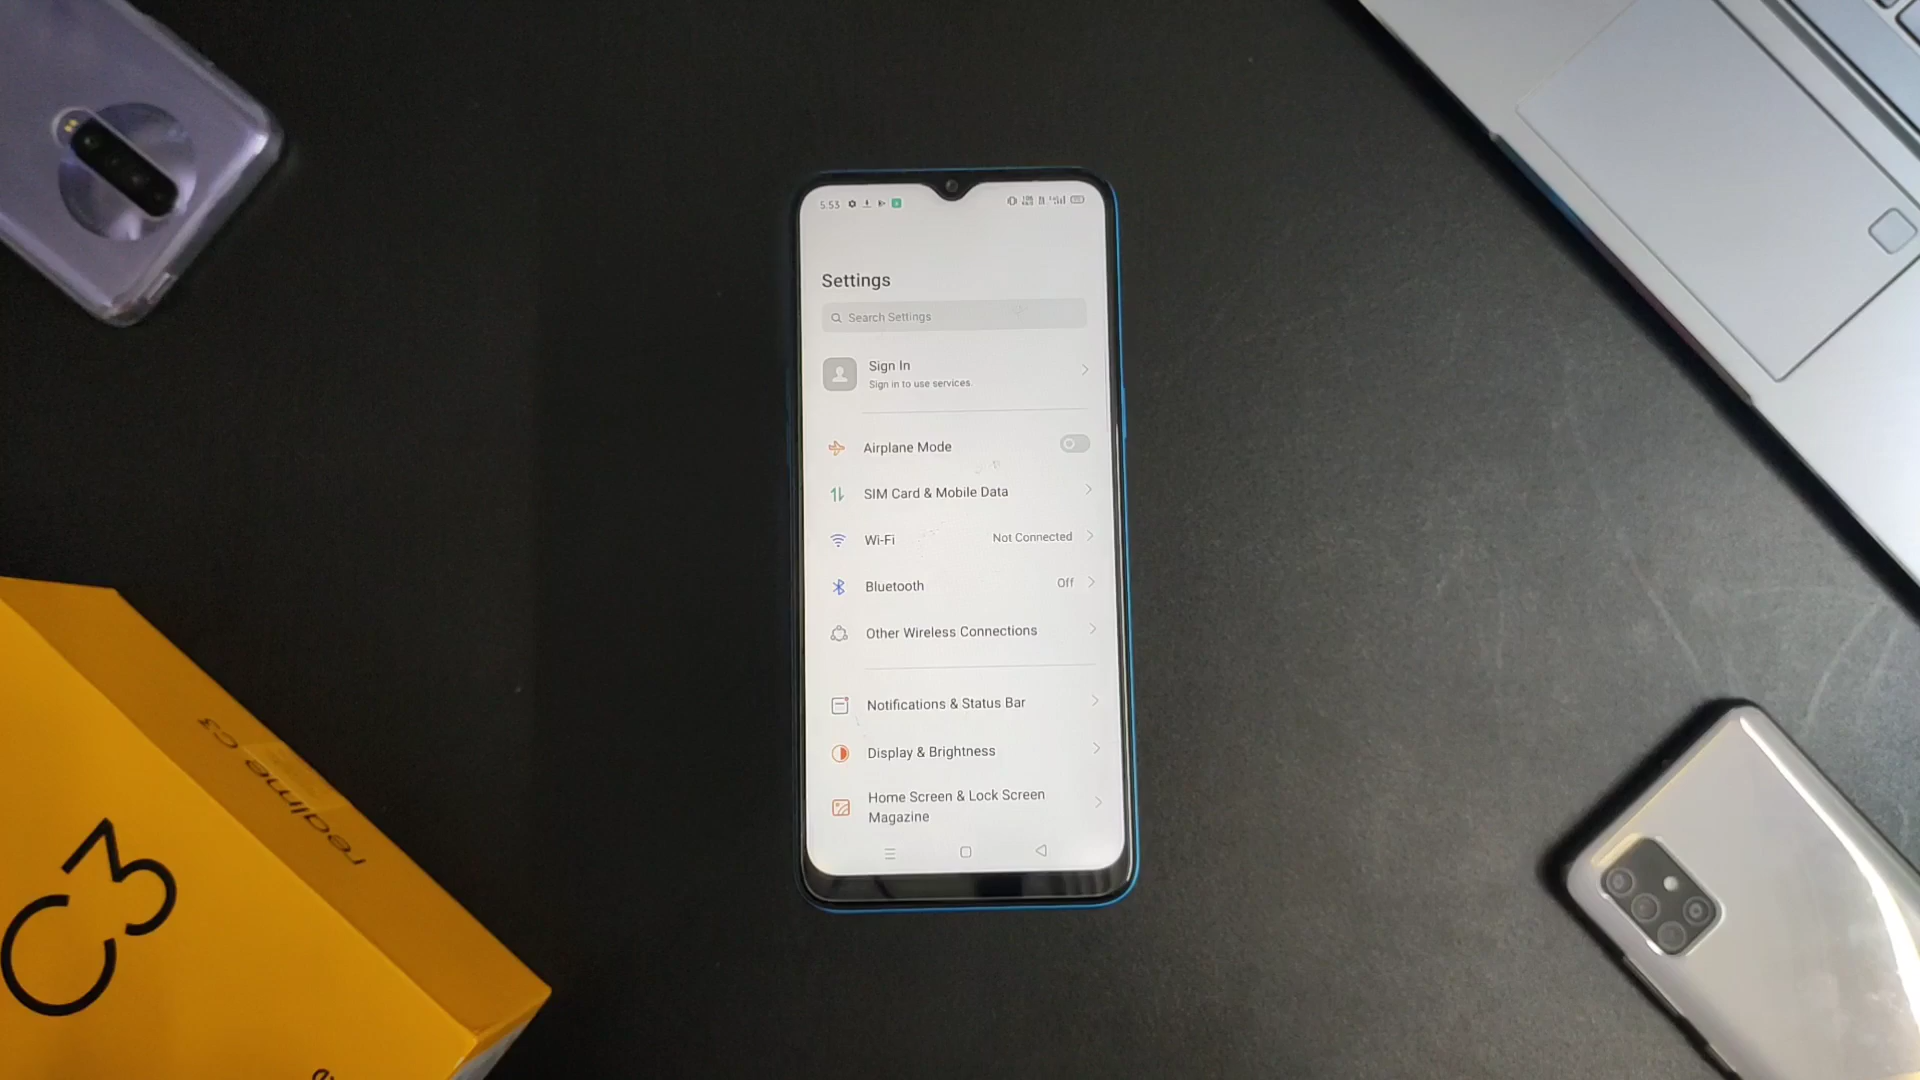 5.53
Settings
Search Settings
Sign In
Sign in to use services.
Airplane Mode
SIM Card & Mobile Data
Wi-Fi
Not Connected
Bluetooth
Off
Other Wireless Connections
Notifications & Status Bar
Display & Brightness
Home Screen & Lock Screen
Magazine
realme C3
C3